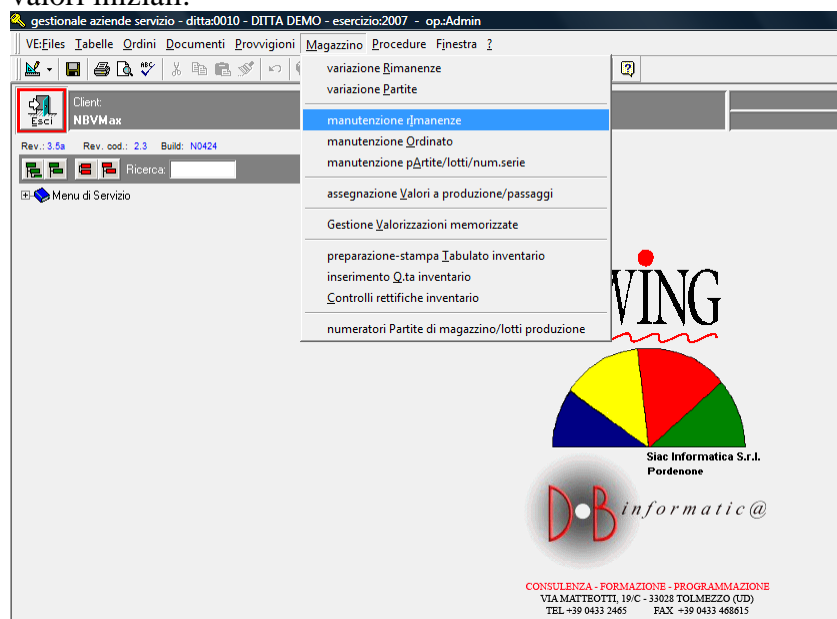 valori iniziali:
gestionale aziende servizio - ditta:0010 - DITTA DEMO - esercizio:2007 - op.:Admin
VE:Files Tabelle Ordini Documenti Provvigioni Magazzino Procedure Finestra ?
variazione Rimanenze
variazione Partite
manutenzione rImanenze
manutenzione Ordinato
manutenzione pArtite/lotti/num.serie
assegnazione Valori a produzione/passaggi
Gestione Valorizzazioni memorizzate
preparazione-stampa Tabulato inventario
inserimento Q.ta inventario
Controlli rettifiche inventario
numeratori Partite di magazzino/lotti produzione
Esci
Client:
NBVMax
Rev.: 3.5a Rev. cod.: 2.3 Build: N0424
Ricerca:
Menu di Servizio
VING
Siac Informatica S.r.l.
Pordenone
DOB informatic@
CONSULENZA - FORMAZIONE - PROGRAMMAZIONE
VIA MATTEOTTI, 19/C - 33028 TOLMEZZO (UD)
TEL +39 0433 2465 FAX +39 0433 468615